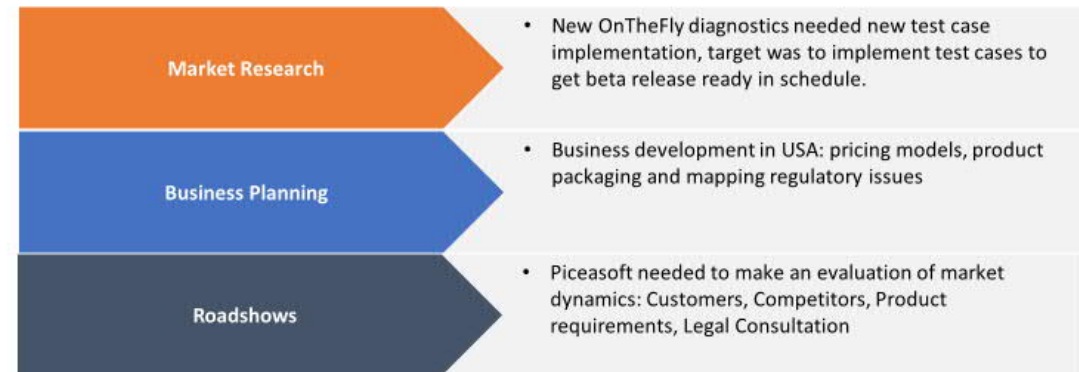 Market Research
• New OnTheFly diagnostics needed new test case
implementation, target was to implement test cases to
get beta release ready in schedule.
Business Planning
• Business development in USA: pricing models, product
packaging and mapping regulatory issues
Roadshows
• Piceasoft needed to make an evaluation of market
dynamics: Customers, Competitors, Product
requirements, Legal Consultation